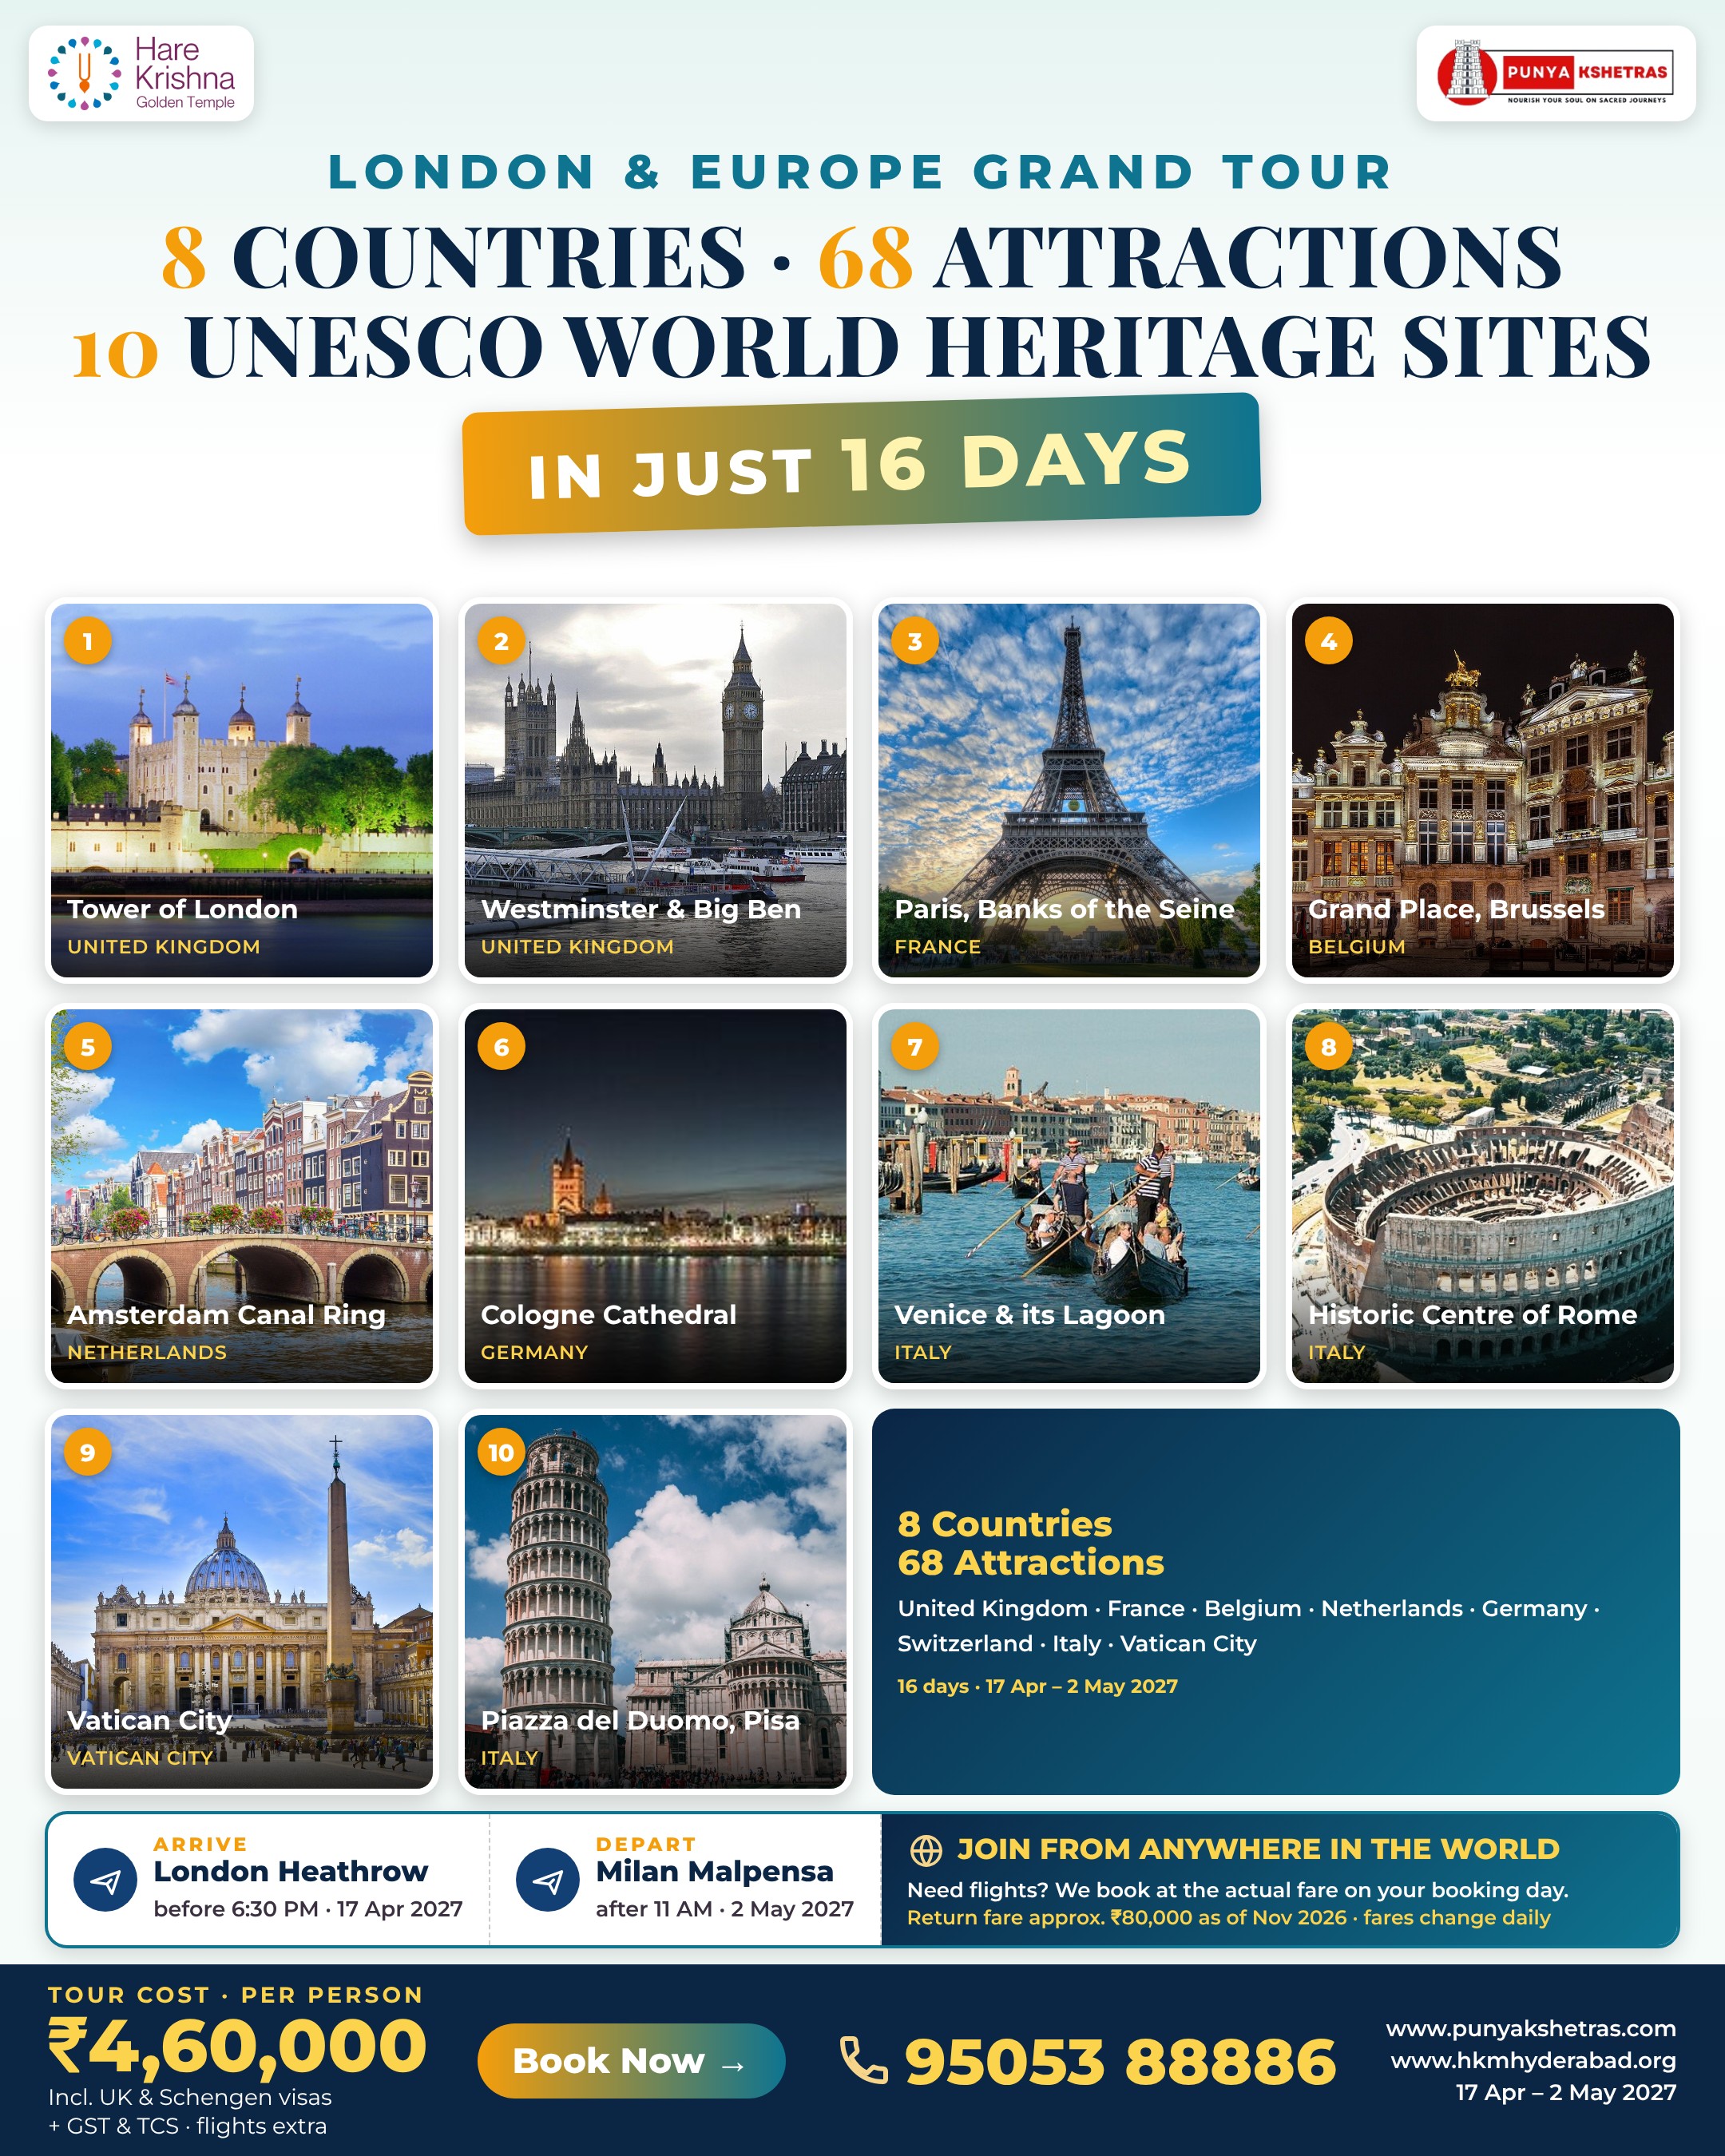 Hare
Krishna
Golden Temple
PUNYA KSHETRAS
NOURISH YOUR SOUL ON SACRED JOURNEYS
LONDON & EUROPE GRAND TOUR
8 COUNTRIES · 68 ATTRACTIONS
10 UNESCO WORLD HERITAGE SITES
IN JUST 16 DAYS
1
Tower of London
UNITED KINGDOM
2
Westminster & Big Ben
UNITED KINGDOM
3
Paris, Banks of the Seine
FRANCE
4
Grand Place, Brussels
BELGIUM
5
Amsterdam Canal Ring
NETHERLANDS
6
Cologne Cathedral
GERMANY
7
Venice & its Lagoon
ITALY
8
Historic Centre of Rome
ITALY
9
Vatican City
VATICAN CITY
10
Piazza del Duomo, Pisa
ITALY
8 Countries
68 Attractions
United Kingdom · France · Belgium · Netherlands · Germany ·
Switzerland · Italy · Vatican City
16 days · 17 Apr – 2 May 2027
ARRIVE
London Heathrow
before 6:30 PM · 17 Apr 2027
DEPART
Milan Malpensa
after 11 AM · 2 May 2027
JOIN FROM ANYWHERE IN THE WORLD
Need flights? We book at the actual fare on your booking day.
Return fare approx. ₹80,000 as of Nov 2026 · fares change daily
TOUR COST · PER PERSON
₹4,60,000
Incl. UK & Schengen visas
+ GST & TCS · flights extra
Book Now →
95053 88886
www.punyakshetras.com
www.hkmhyderabad.org
17 Apr – 2 May 2027